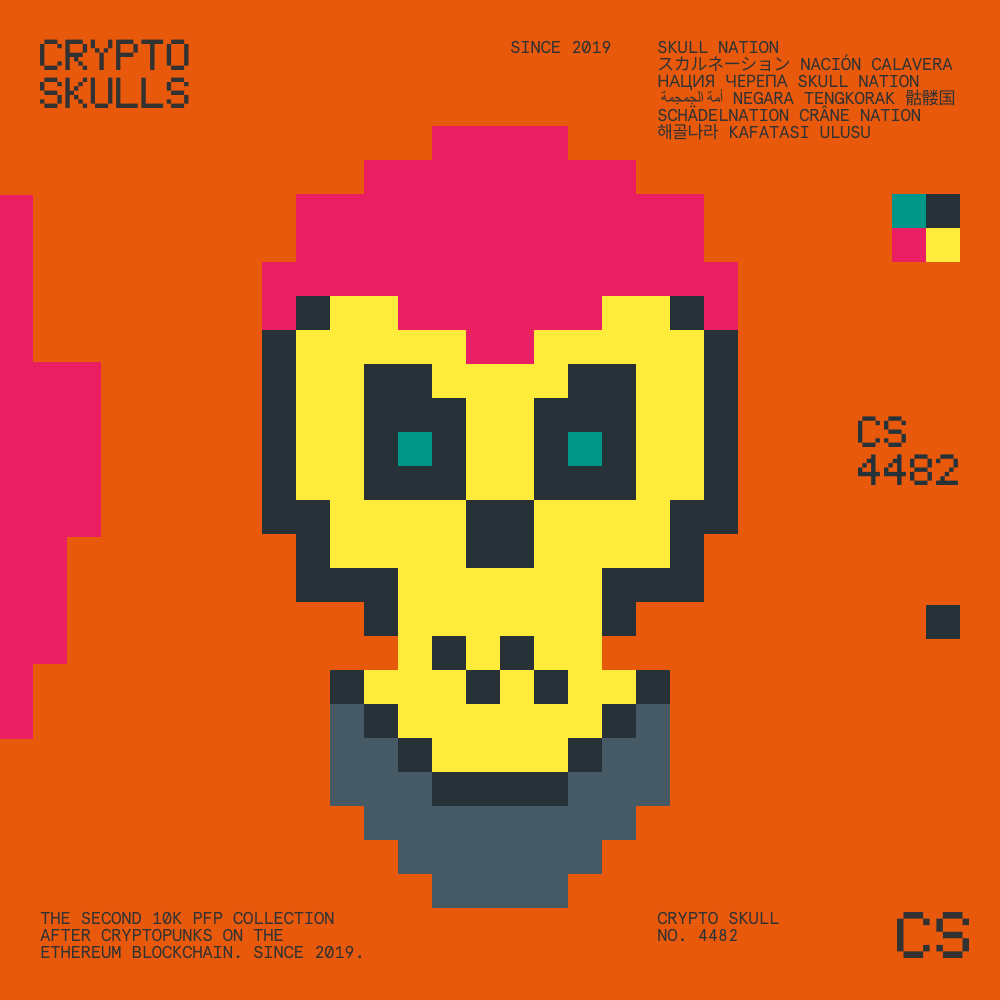 CRYPTO
SKULLS
SINCE 2019
SKULL NATION
スカルネーション NACIÓN CALAVERA
НАЦИЯ ЧЕРЕПА SKULL NATION
أمة الجمجمة NEGARA TENGKORAK 骷髅国
SCHÄDELNATION CRÂNE NATION
해골나라 KAFATASI ULUSU
CS
4482
THE SECOND 10K PFP COLLECTION
AFTER CRYPTOPUNKS ON THE
ETHEREUM BLOCKCHAIN. SINCE 2019.
CRYPTO SKULL
NO. 4482
CS